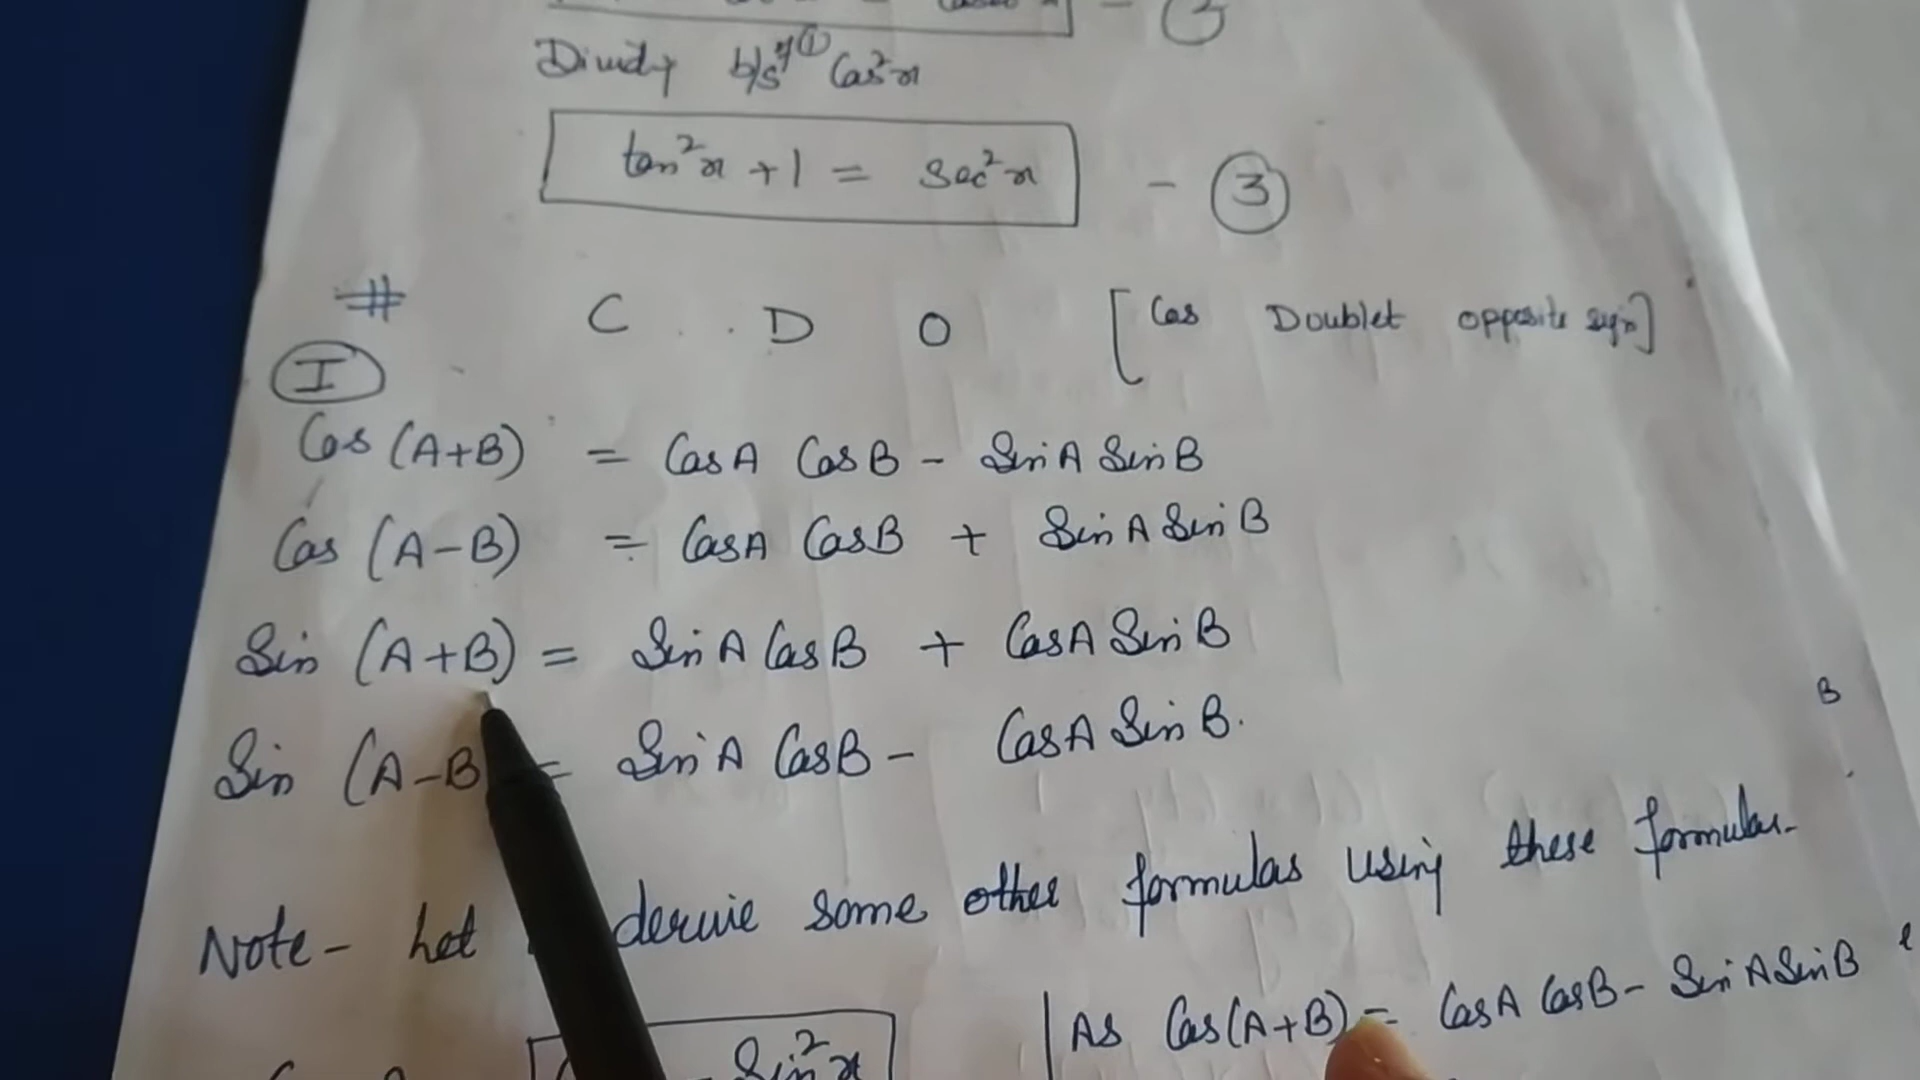 Dividy b/s of ① Cos²x
tan²x + 1 = sec²x - ③
# C D O [Cos Doublet opposite sign]
I
Cos (A+B) = CosA CosB - SinA SinB
Cos (A-B) = CosA CosB + SinA SinB
Sin (A+B) = SinA CosB + CosA SinB
B
Sin (A-B = SinA CosB - CosA SinB.
Note- Let derive some other formulas using these formulas-
As Cos(A+B) = CosA CosB - SinA SinB
- Sin²x